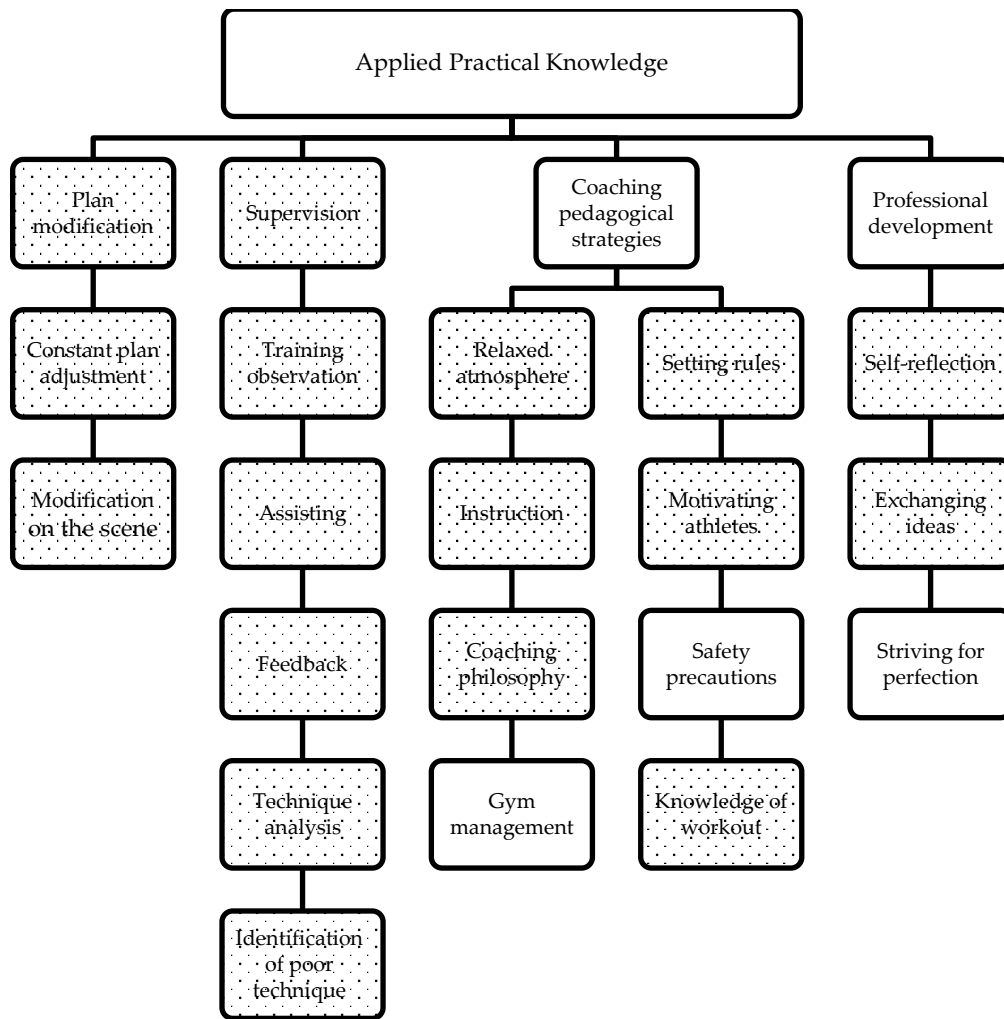 Applied Practical Knowledge
Plan
modification
Supervision
Coaching
pedagogical
strategies
Professional
development
Constant plan
adjustment
Training
observation
Relaxed
atmosphere
Setting rules
Self-reflection
Modification
on the scene
Assisting
Instruction
Motivating
athletes
Exchanging
ideas
Feedback
Coaching
philosophy
Safety
precautions
Striving for
perfection
Technique
analysis
Gym
management
Knowledge of
workout
Identification
of poor
technique